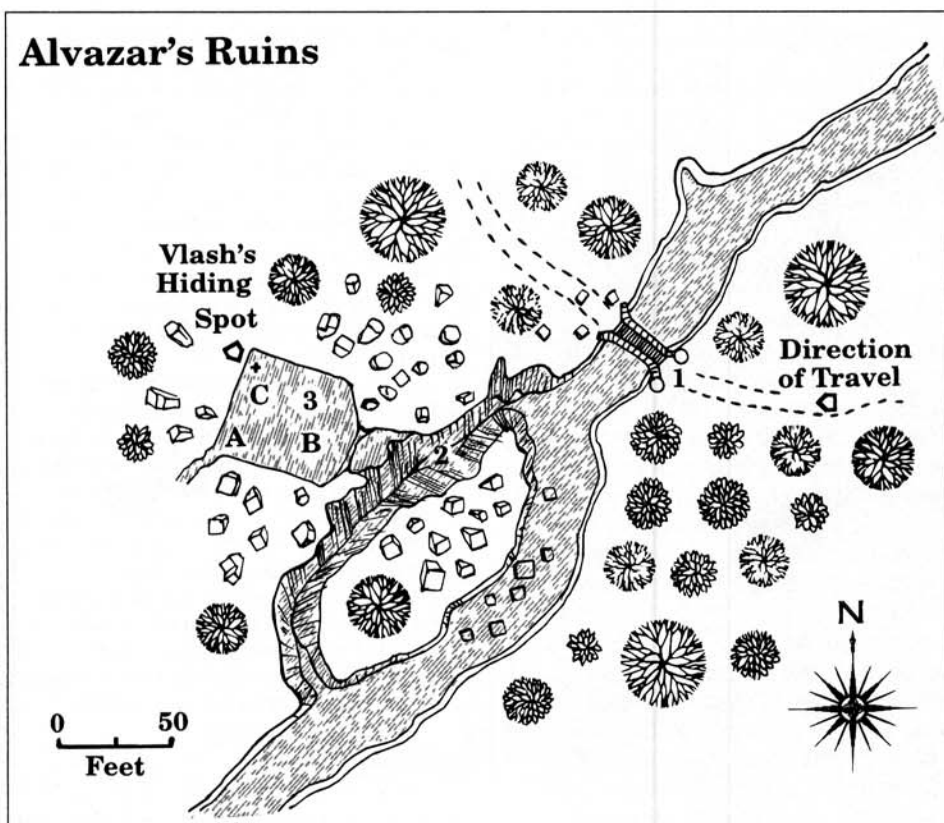 Alvazar's Ruins
Vlash's
Hiding
Spot
C
3
A
B
2
1
Direction
of Travel
N
0 50
Feet